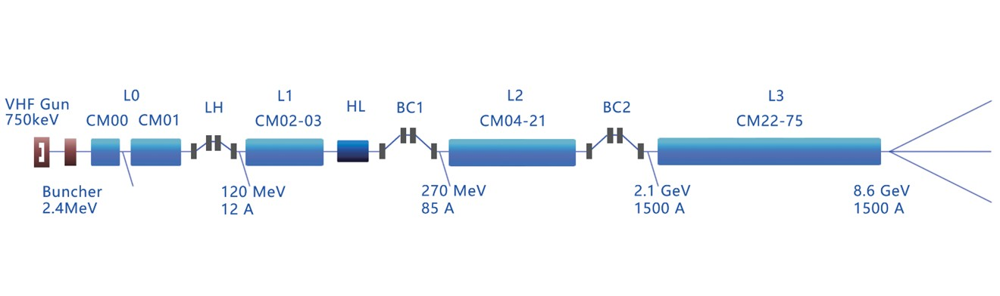 VHF Gun
750keV
L0
CM00 CM01
LH
L1
CM02-03
HL
BC1
L2
CM04-21
BC2
L3
CM22-75
Buncher
2.4MeV
120 MeV
12 A
270 MeV
85 A
2.1 GeV
1500 A
8.6 GeV
1500 A